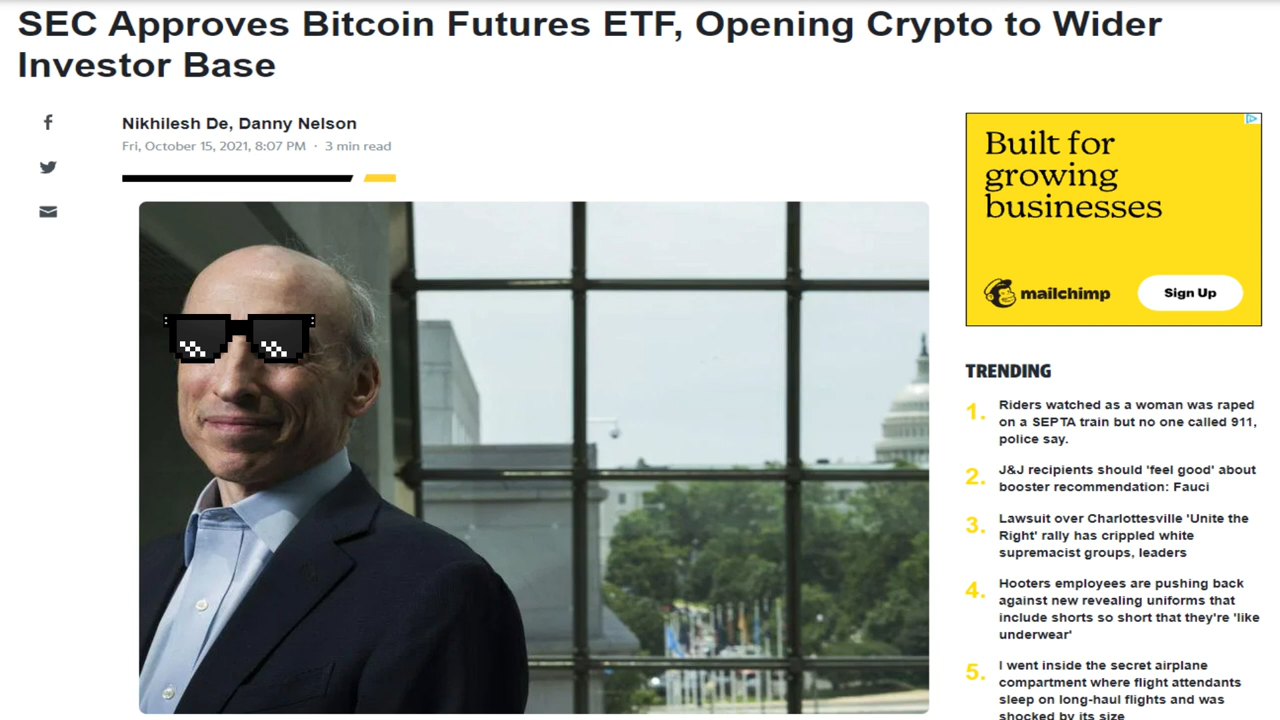 SEC Approves Bitcoin Futures ETF, Opening Crypto to Wider
Investor Base
Nikhilesh De, Danny Nelson
Fri, October 15, 2021, 8:07 PM · 3 min read
Built for
growing
businesses
mailchimp
Sign Up
TRENDING
1. Riders watched as a woman was raped
on a SEPTA train but no one called 911,
police say.
2. J&J recipients should 'feel good' about
booster recommendation: Fauci
3. Lawsuit over Charlottesville 'Unite the
Right' rally has crippled white
supremacist groups, leaders
4. Hooters employees are pushing back
against new revealing uniforms that
include shorts so short that they're 'like
underwear'
5. I went inside the secret airplane
compartment where flight attendants
sleep on long-haul flights and was
shocked by its size